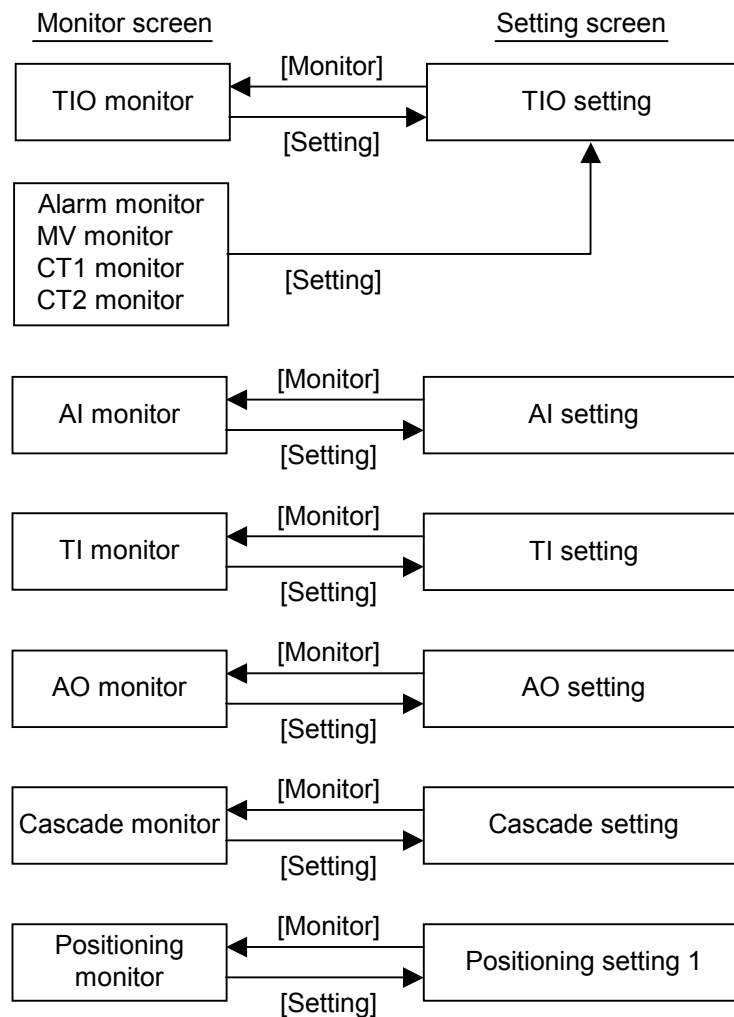 Monitor screen
Setting screen
TIO monitor
[Monitor]
[Setting]
TIO setting
Alarm monitor
MV monitor
CT1 monitor
CT2 monitor
[Setting]
AI monitor
[Monitor]
[Setting]
AI setting
TI monitor
[Monitor]
[Setting]
TI setting
AO monitor
[Monitor]
[Setting]
AO setting
Cascade monitor
[Monitor]
[Setting]
Cascade setting
Positioning
monitor
[Monitor]
[Setting]
Positioning setting 1